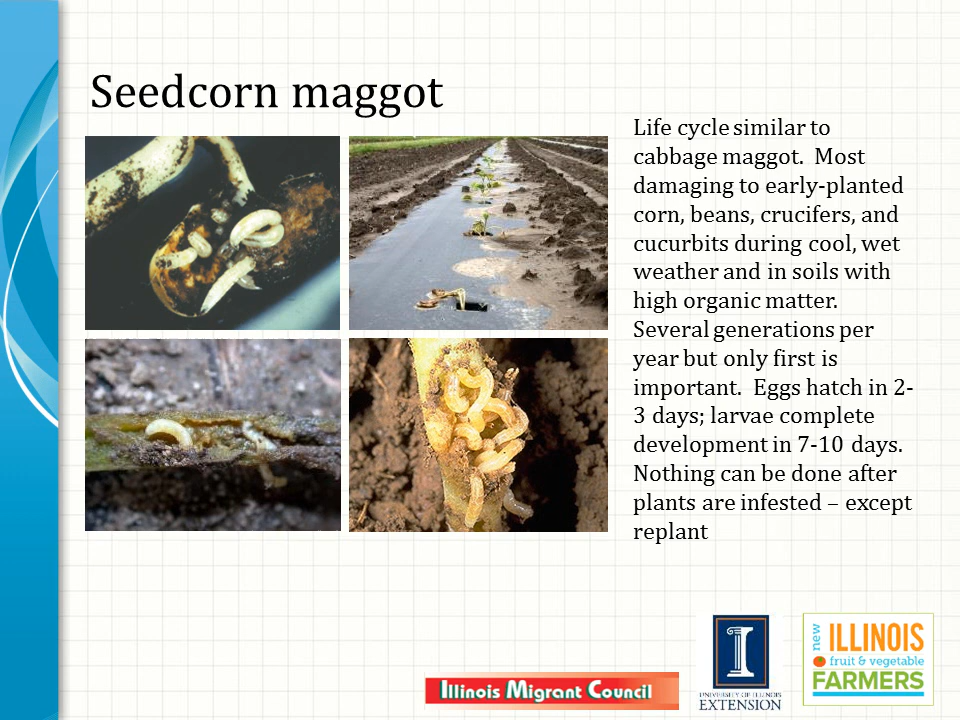 Seedcorn maggot
Life cycle similar to
cabbage maggot. Most
damaging to early-planted
corn, beans, crucifers, and
cucurbits during cool, wet
weather and in soils with
high organic matter.
Several generations per
year but only first is
important. Eggs hatch in 2-
3 days; larvae complete
development in 7-10 days.
Nothing can be done after
plants are infested – except
replant
Illinois Migrant Council
I
UNIVERSITY OF ILLINOIS
EXTENSION
new
ILLINOIS
fruit & vegetable
FARMERS